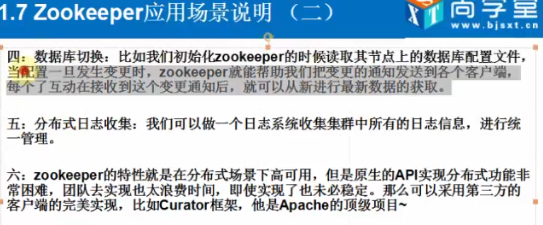 1.7 Zookeeper应用场景说明（二）
尚学堂
www.bjsxt.cn
四：数据库切换：比如我们初始化zookeeper的时候读取其节点上的数据库配置文件，
当配置一旦发生变更时，zookeeper就能帮助我们把变更的通知发送到各个客户端，
每个了互动在接收到这个变更通知后，就可以从新进行最新数据的获取。
五：分布式日志收集：我们可以做一个日志系统收集集群中所有的日志信息，进行统
一管理。
六：zookeeper的特性就是在分布式场景下高可用，但是原生的API实现分布式功能非
常困难，团队去实现也太浪费时间，即使实现了也未必稳定。那么可以采用第三方的
客户端的完美实现，比如Curator框架，他是Apache的顶级项目~